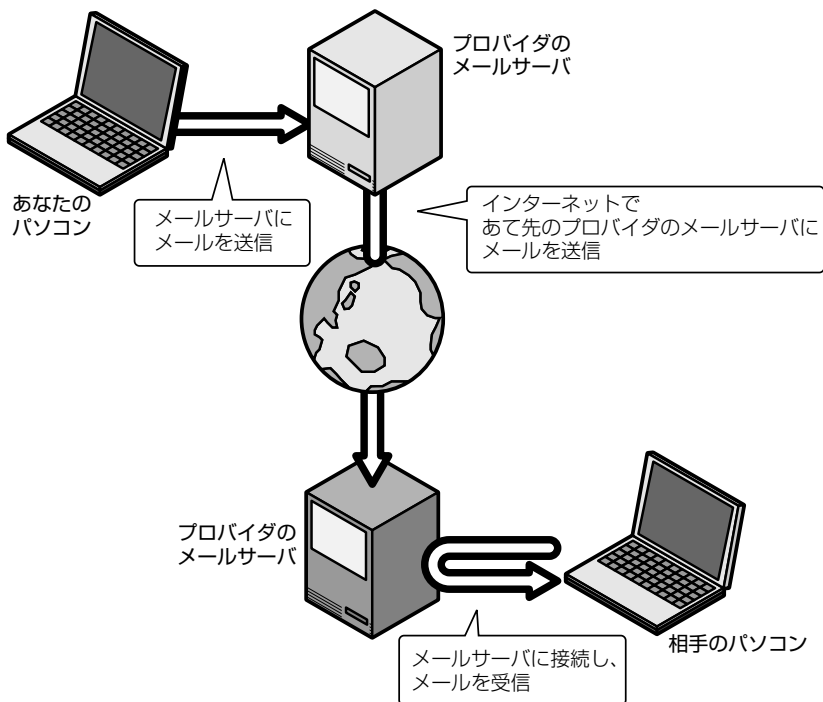 プロバイダの
メールサーバ
あなたの
パソコン
メールサーバに
メールを送信
インターネットで
あて先のプロバイダのメールサーバに
メールを送信
プロバイダの
メールサーバ
相手のパソコン
メールサーバに接続し、
メールを受信